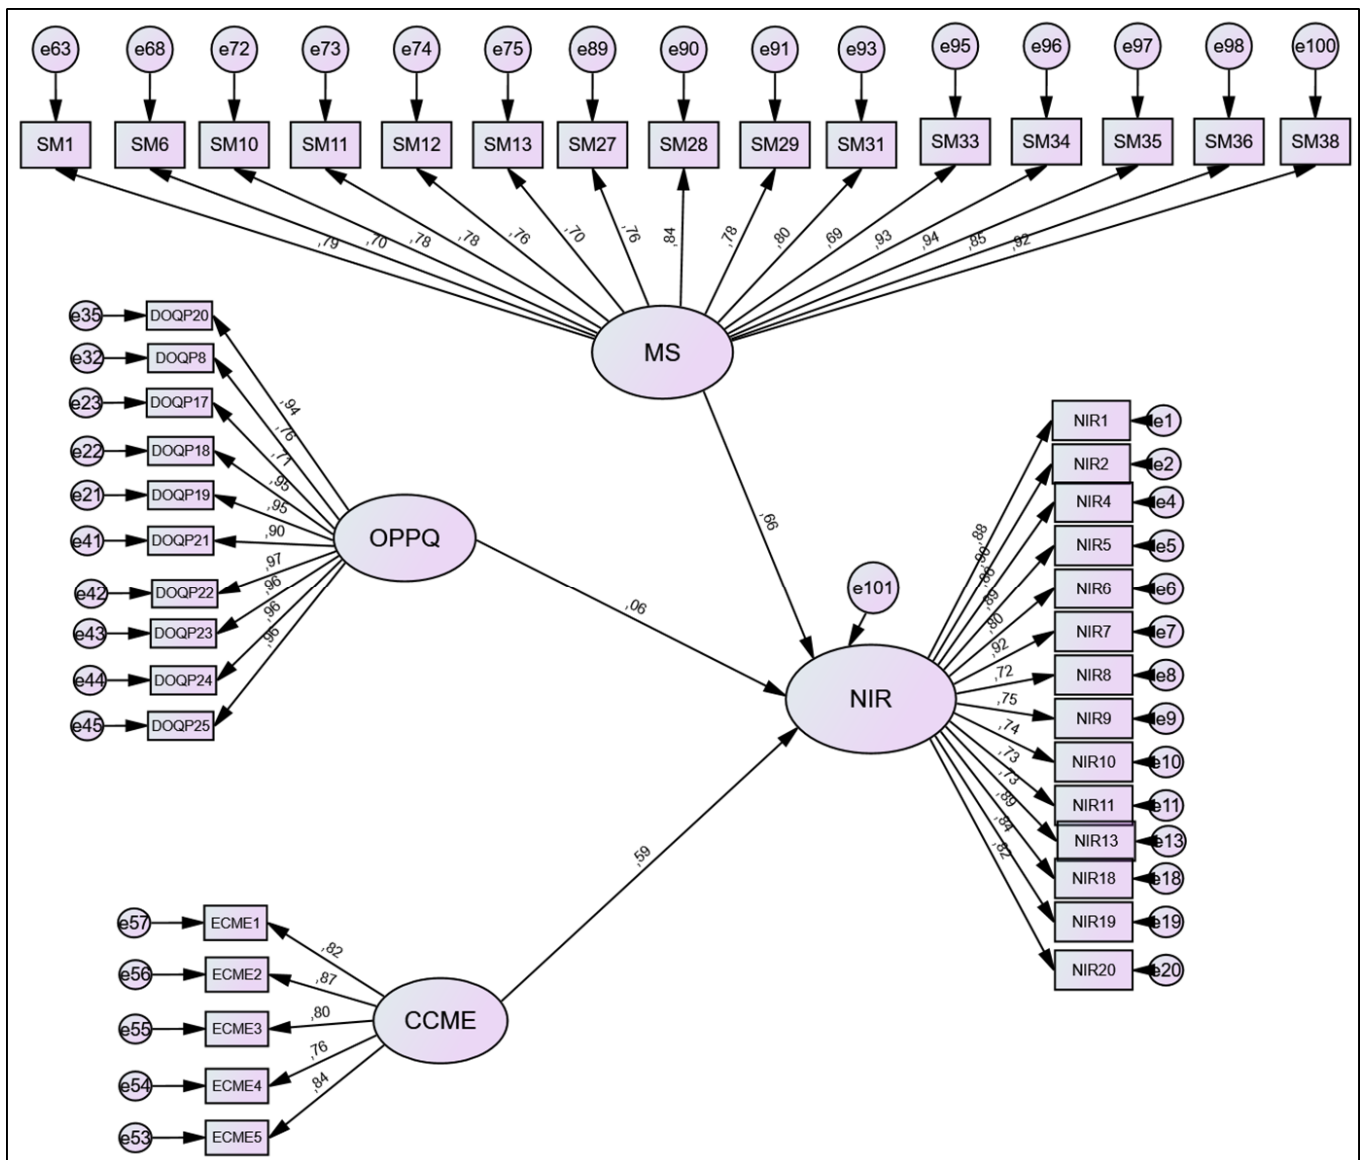 e63 e68 e72 e73 e74 e75 e89 e90 e91 e93 e95 e96 e97 e98 e100
SM1 SM6 SM10 SM11 SM12 SM13 SM27 SM28 SM29 SM31 SM33 SM34 SM35 SM36 SM38
,79 ,70 ,78 ,78 ,76 ,70 ,76 ,84 ,78 ,80 ,69 ,93 ,94 ,85 ,92
MS
e35 DOQP20
e32 DOQP8
e23 DOQP17
e22 DOQP18
e21 DOQP19
e41 DOQP21
e42 DOQP22
e43 DOQP23
e44 DOQP24
e45 DOQP25
,94
,76
,71
,95
,95
,90
,97
,96
,96
,96
OPPQ
,66
,06
e101
NIR
,88
,88
,89
,80
,92
,72
,75
,74
,73
,73
,89
,84
,82
NIR1 e1
NIR2 e2
NIR4 e4
NIR5 e5
NIR6 e6
NIR7 e7
NIR8 e8
NIR9 e9
NIR10 e10
NIR11 e11
NIR13 e13
NIR18 e18
NIR19 e19
NIR20 e20
,59
e57 ECME1
e56 ECME2
e55 ECME3
e54 ECME4
e53 ECME5
,82
,87
,80
,76
,84
CCME